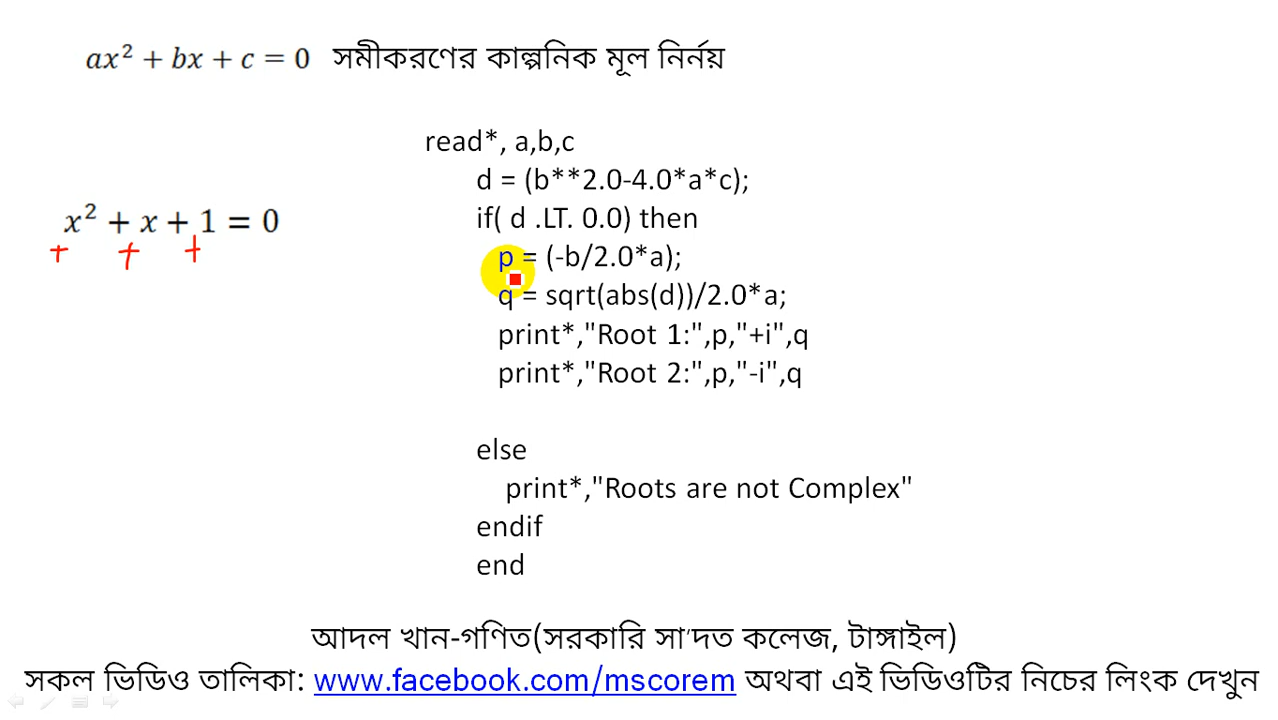 ax² + bx + c = 0 সমীকরণের কাল্পনিক মূল নির্নয়
read*, a,b,c
d = (b**2.0-4.0*a*c);
x² + x + 1 = 0
+ + +
if( d .LT. 0.0) then
p = (-b/2.0*a);
q = sqrt(abs(d))/2.0*a;
print*,"Root 1:",p,"+i",q
print*,"Root 2:",p,"-i",q
else
print*,"Roots are not Complex"
endif
end
আদল খান-গণিত(সরকারি সা'দত কলেজ, টাঙ্গাইল)
সকল ভিডিও তালিকা: www.facebook.com/mscorem অথবা এই ভিডিওটির নিচের লিংক দেখুন